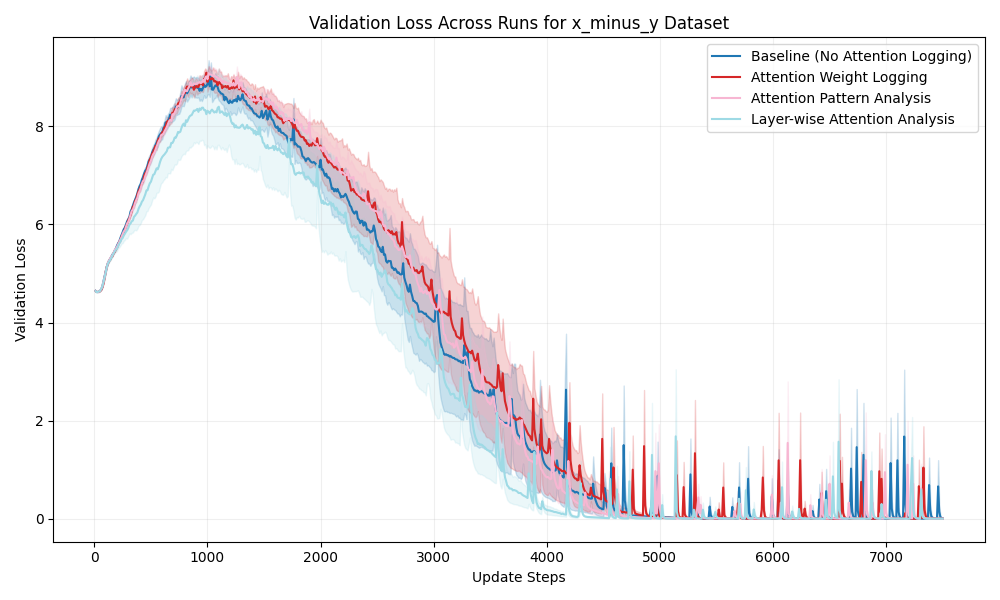 Validation Loss Across Runs for x_minus_y Dataset
Baseline (No Attention Logging)
Attention Weight Logging
Attention Pattern Analysis
Layer-wise Attention Analysis
Validation Loss
8
6
4
2
0
0 1000 2000 3000 4000 5000 6000 7000
Update Steps